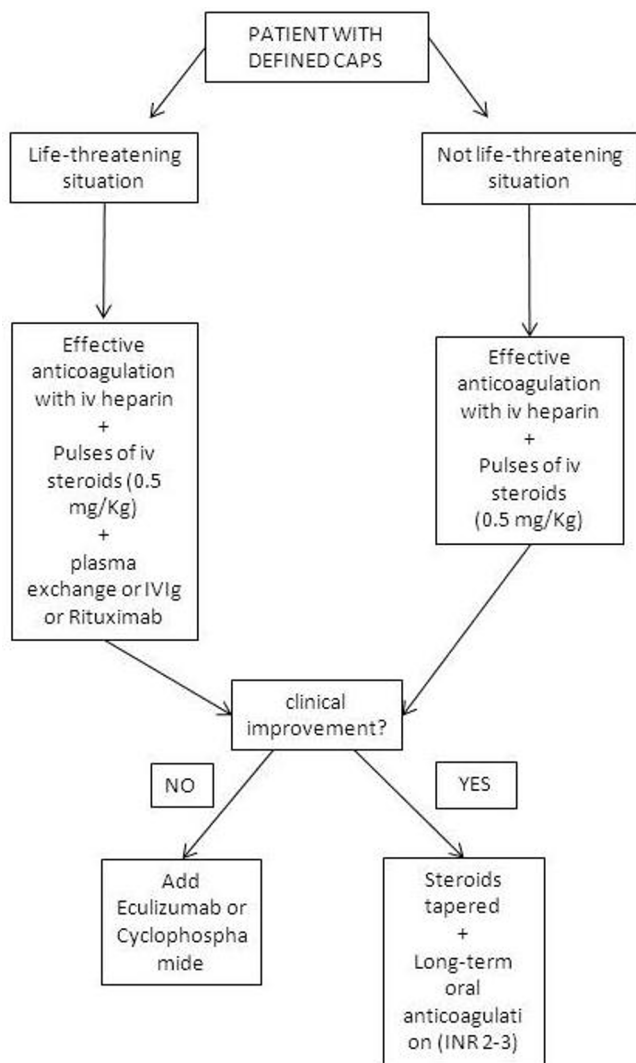 PATIENT WITH
DEFINED CAPS
Life-threatening
situation
Not life-threatening
situation
Effective
anticoagulation
with iv heparin
+
Pulses of iv
steroids (0.5
mg/Kg)
+
plasma
exchange or IVIg
or Rituximab
Effective
anticoagulation
with iv heparin
+
Pulses of iv
steroids
(0.5 mg/Kg)
clinical
improvement?
NO
YES
Add
Eculizumab or
Cyclophospha
mide
Steroids
tapered
+
Long-term
oral
anticoagulati
on (INR 2-3)